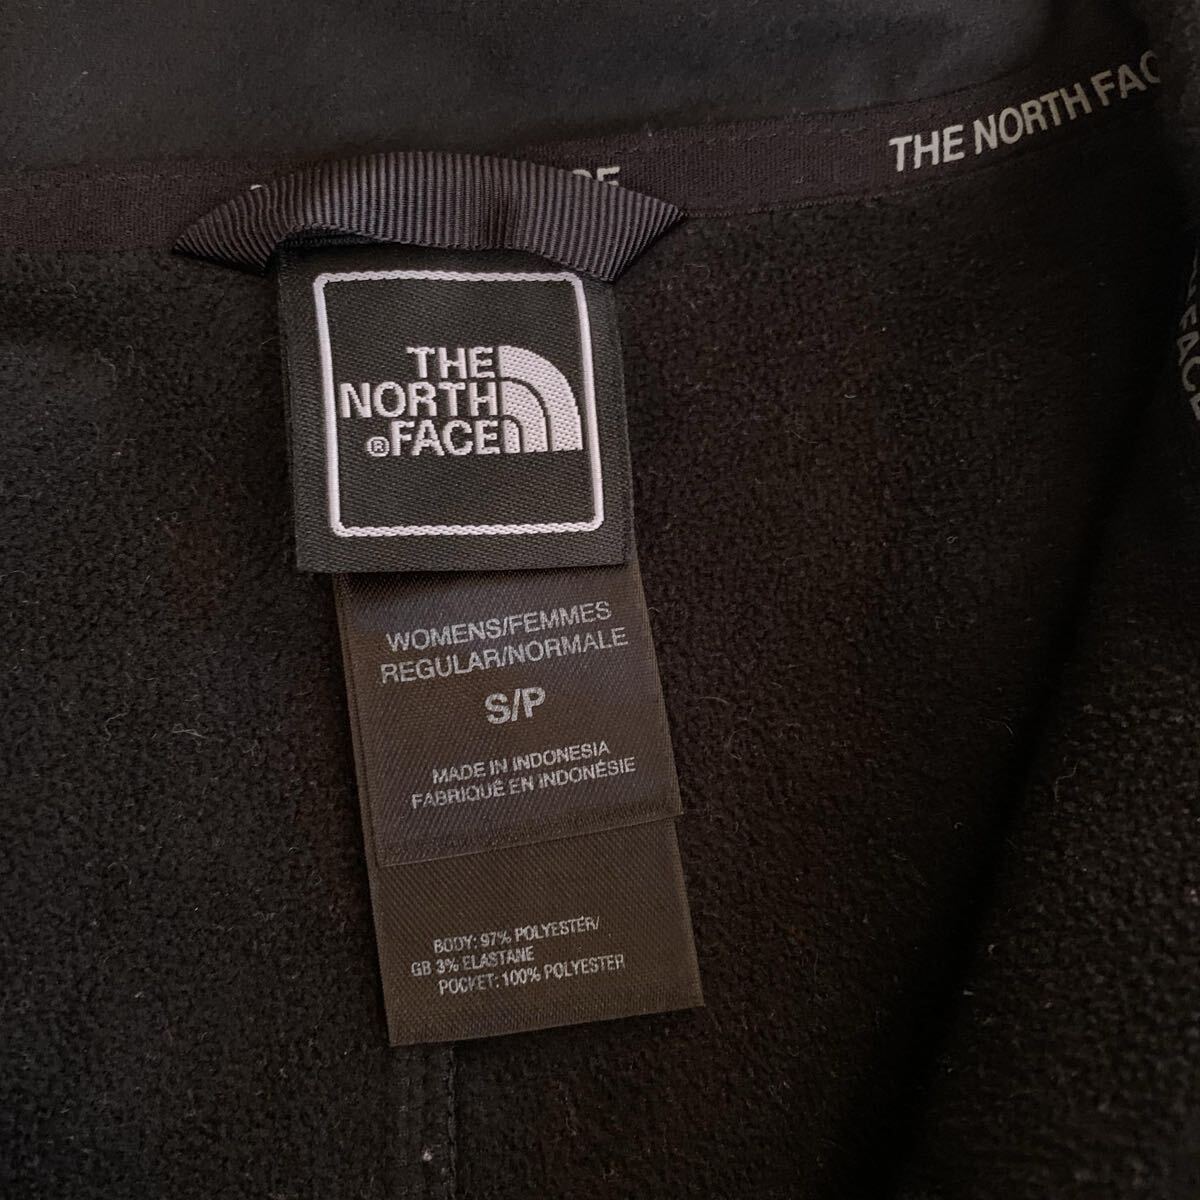 THE NORTH FAC
THE
NORTH
® FACE
WOMENS/FEMMES
REGULAR/NORMALE
S/P
MADE IN INDONESIA
FABRIQUÉ EN INDONÉSIE
BODY: 97% POLYESTER/
GB 3% ELASTANE
POCKET: 100% POLYESTER
FACE